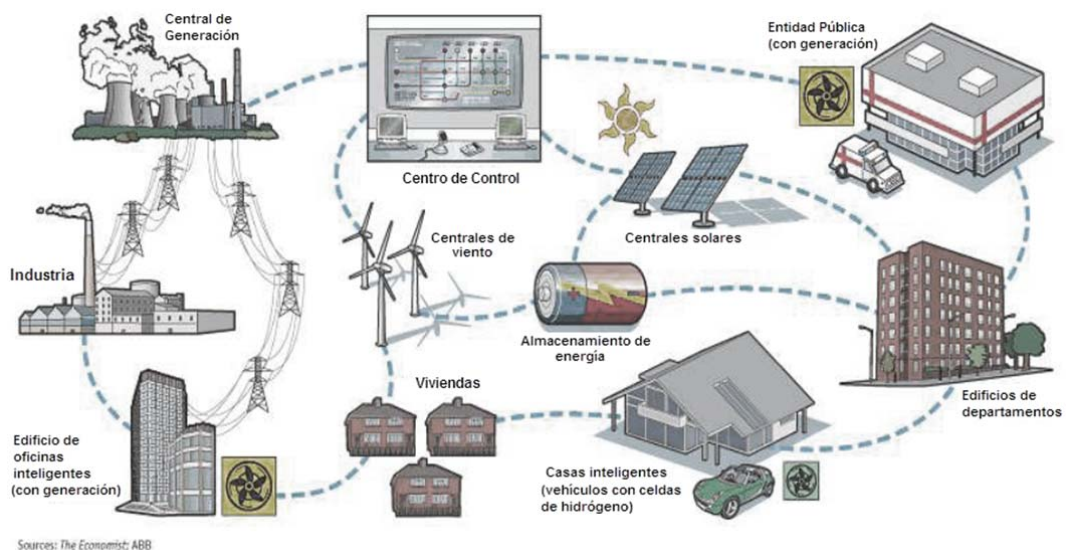 Central de
Generación
Entidad Pública
(con generación)
Centro de Control
Centrales de
viento
Centrales solares
Industria
Almacenamiento de
energía
Viviendas
Edificios de
departamentos
Edificio de
oficinas
inteligentes
(con generación)
Casas inteligentes
(vehículos con celdas
de hidrógeno)
Sources: The Economist; ABB